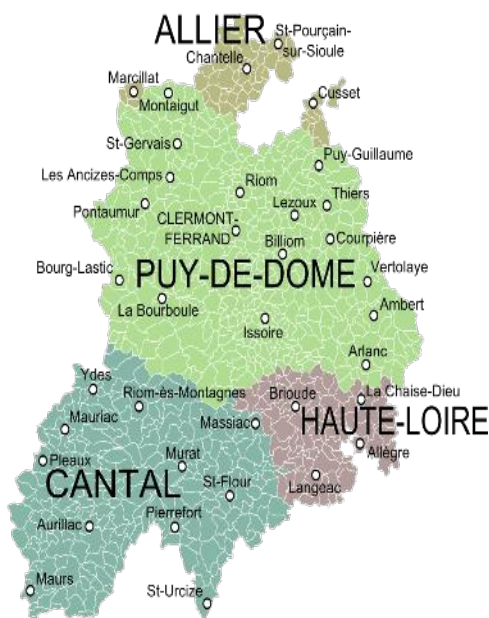 ALLIER
St-Pourçain-
sur-Sioule
Chantelle
Marcillat
Montaigut
Cusset
St-Gervais
Puy-Guillaume
Les Ancizes-Comps
Riom
Pontaumur
Lezoux
Thiers
CLERMONT-
FERRAND
Billiom
Courpière
Bourg-Lastic
PUY-DE-DOME
Vertolaye
La Bourboule
Ambert
Issoire
Arlanc
Ydes
Riom-ès-Montagnes
Brioude
La Chaise-Dieu
Mauriac
Massiac
HAUTE-LOIRE
Allègre
Pleaux
Murat
CANTAL
St-Flour
Langeac
Aurillac
Pierrefort
Maurs
St-Urcize